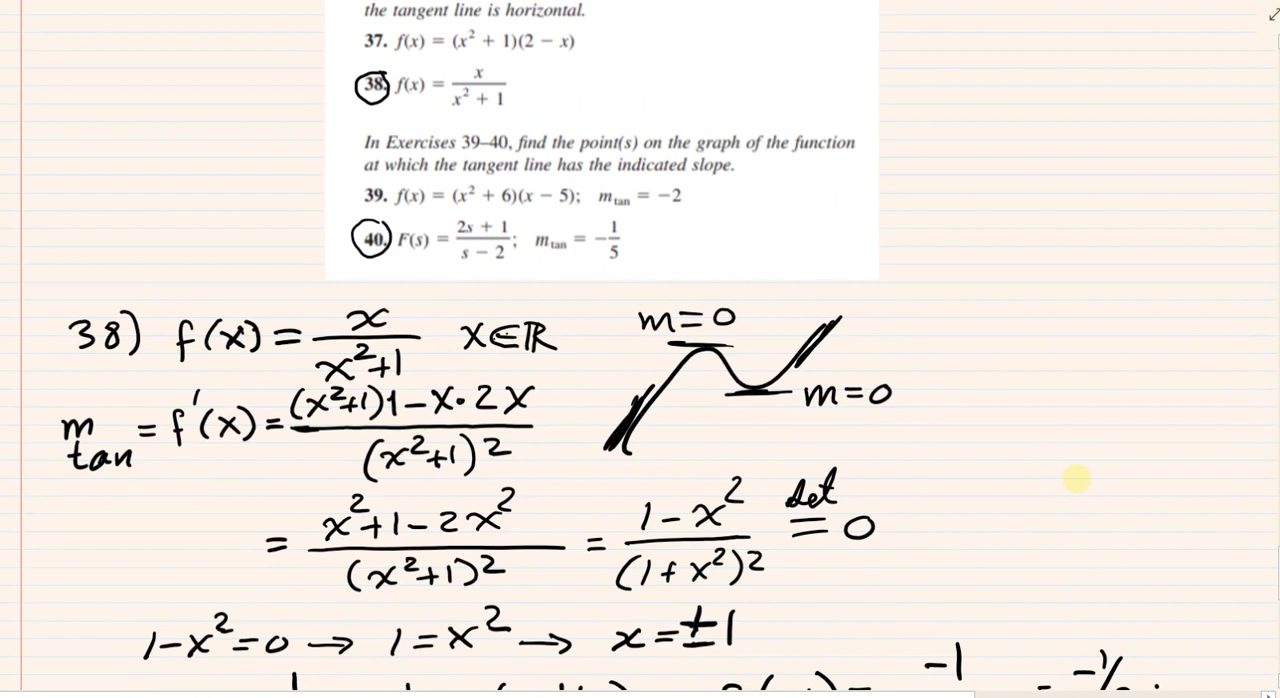 the tangent line is horizontal.
37. f(x) = (x² + 1)(2 − x)
38. f(x) = x / (x² + 1)
In Exercises 39–40, find the point(s) on the graph of the function
at which the tangent line has the indicated slope.
39. f(x) = (x² + 6)(x − 5); m_tan = −2
40. F(s) = (2s + 1) / (s − 2); m_tan = −1/5
38) f(x) = x / (x²+1) x∈ℝ
m=0
m=0
m_tan = f'(x) = ((x²+1)1 − x·2x) / (x²+1)²
= (x²+1−2x²) / (x²+1)² = (1−x²) / (1+x²)² set = 0
1−x²=0 → 1=x² → x=±1
−1
= −1/